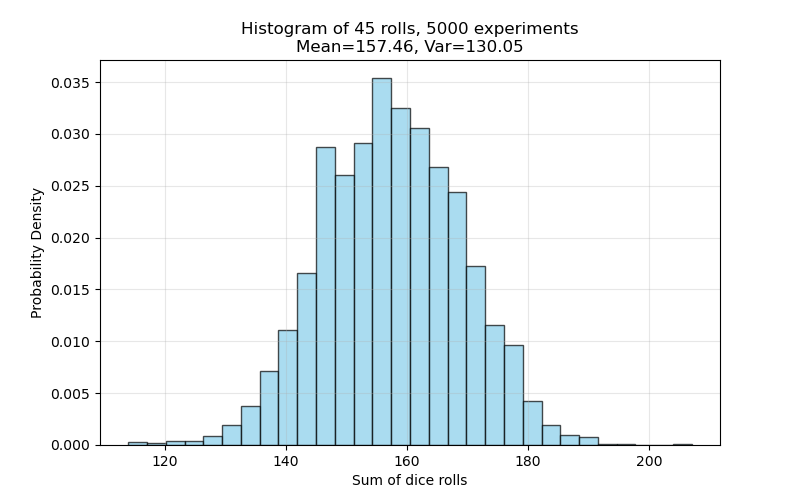 Histogram of 45 rolls, 5000 experiments
Mean=157.46, Var=130.05
0.035
0.030
0.025
0.020
0.015
0.010
0.005
0.000
Probability Density
120 140 160 180 200
Sum of dice rolls